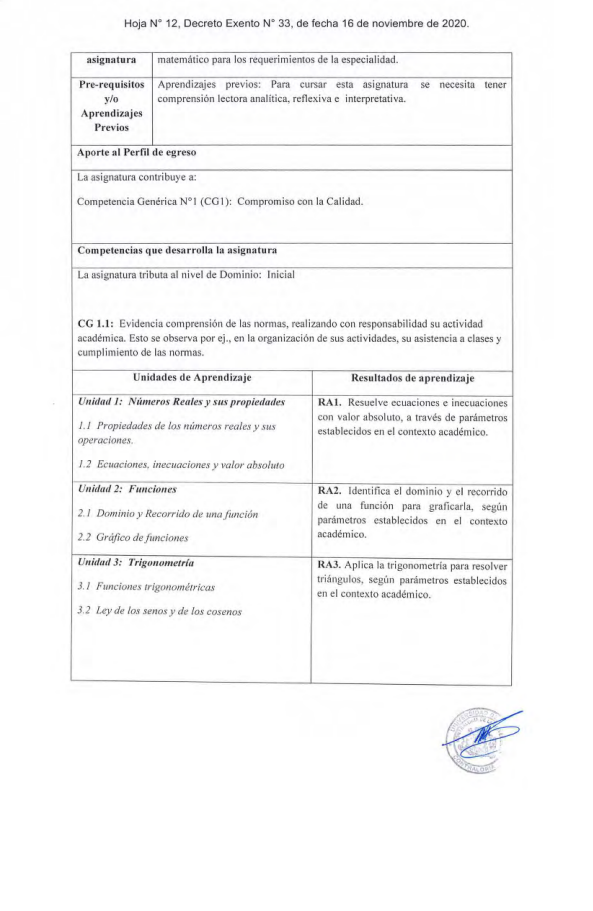 Hoja N° 12, Decreto Exento N° 33, de fecha 16 de noviembre de 2020.
asignatura
matemático para los requerimientos de la especialidad.
Pre-requisitos
y/o
Aprendizajes
Previos
Aprendizajes previos: Para cursar esta asignatura se necesita tener
comprensión lectora analítica, reflexiva e interpretativa.
Aporte al Perfil de egreso
La asignatura contribuye a:
Competencia Genérica N°1 (CG1): Compromiso con la Calidad.
Competencias que desarrolla la asignatura
La asignatura tributa al nivel de Dominio: Inicial
CG 1.1: Evidencia comprensión de las normas, realizando con responsabilidad su actividad
académica. Esto se observa por ej., en la organización de sus actividades, su asistencia a clases y
cumplimiento de las normas.
Unidades de Aprendizaje
Resultados de aprendizaje
Unidad 1: Números Reales y sus propiedades
1.1 Propiedades de los números reales y sus
operaciones.
1.2 Ecuaciones, inecuaciones y valor absoluto
RA1. Resuelve ecuaciones e inecuaciones
con valor absoluto, a través de parámetros
establecidos en el contexto académico.
Unidad 2: Funciones
2.1 Dominio y Recorrido de una función
2.2 Gráfico de funciones
RA2. Identifica el dominio y el recorrido
de una función para graficarla, según
parámetros establecidos en el contexto
académico.
Unidad 3: Trigonometría
3.1 Funciones trigonométricas
3.2 Ley de los senos y de los cosenos
RA3. Aplica la trigonometría para resolver
triángulos, según parámetros establecidos
en el contexto académico.